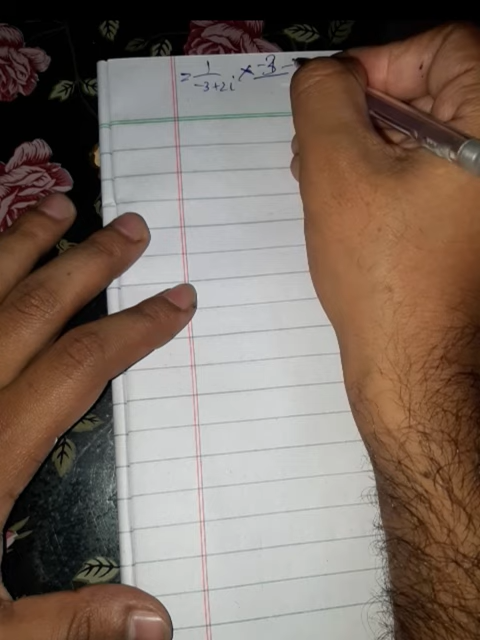 = 1/-3+2i × -3 -